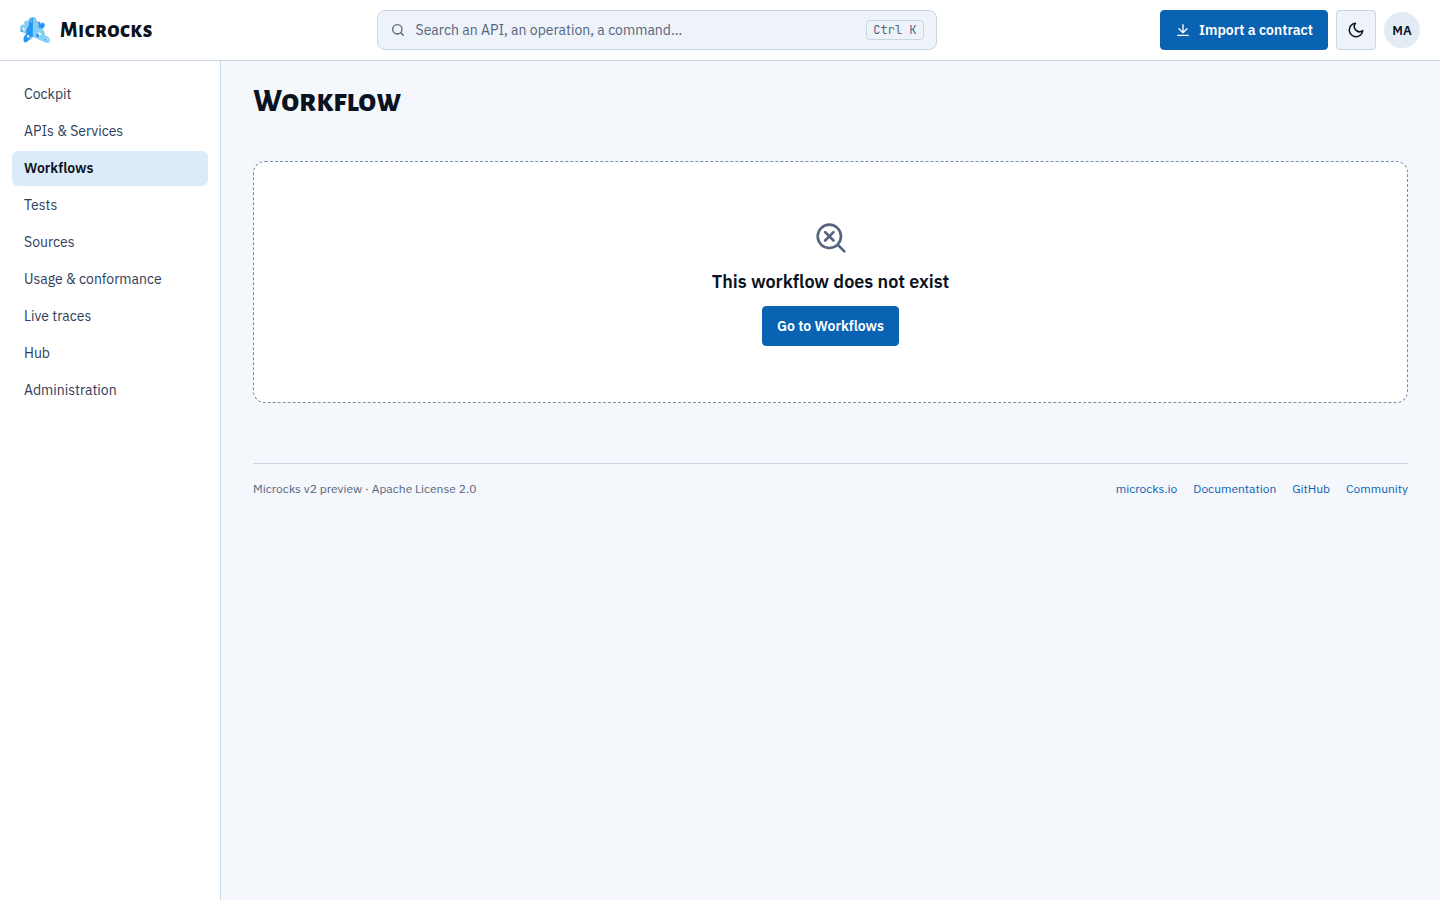 Microcks
Search an API, an operation, a command...
Ctrl K
Import a contract
MA
Cockpit
APIs & Services
Workflows
Tests
Sources
Usage & conformance
Live traces
Hub
Administration
Workflow
This workflow does not exist
Go to Workflows
Microcks v2 preview · Apache License 2.0
microcks.io
Documentation
GitHub
Community